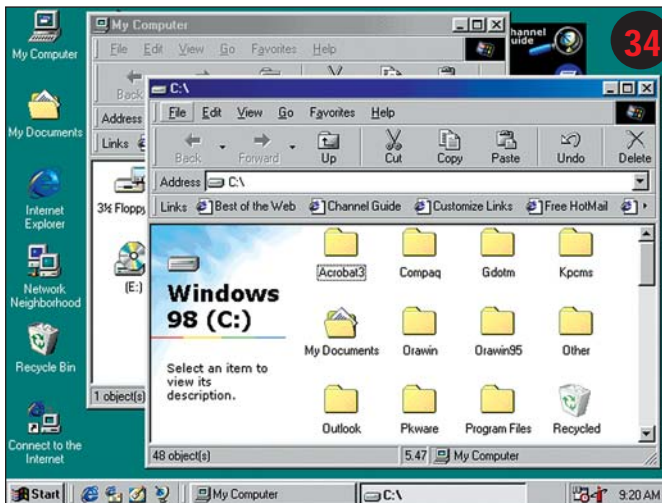 My Computer
My Documents
Internet
Explorer
Network
Neighborhood
Recycle Bin
Connect to the
Internet
My Computer
File Edit View Go Favorites Help
Back
Address
Links
3½ Floppy
(E:)
1 object(s)
hannel
uide
34
C:\
File Edit View Go Favorites Help
Back Forward Up Cut Copy Paste Undo Delete
Address C:\
Links Best of the Web Channel Guide Customize Links Free HotMail
Windows
98 (C:)
Select an item to
view its
description.
Acrobat3 Compaq Gdotm Kpcms
My Documents Orawin Orawin95 Other
Outlook Pkware Program Files Recycled
48 object(s) 5.47 My Computer
Start My Computer C:\ 9:20 AM